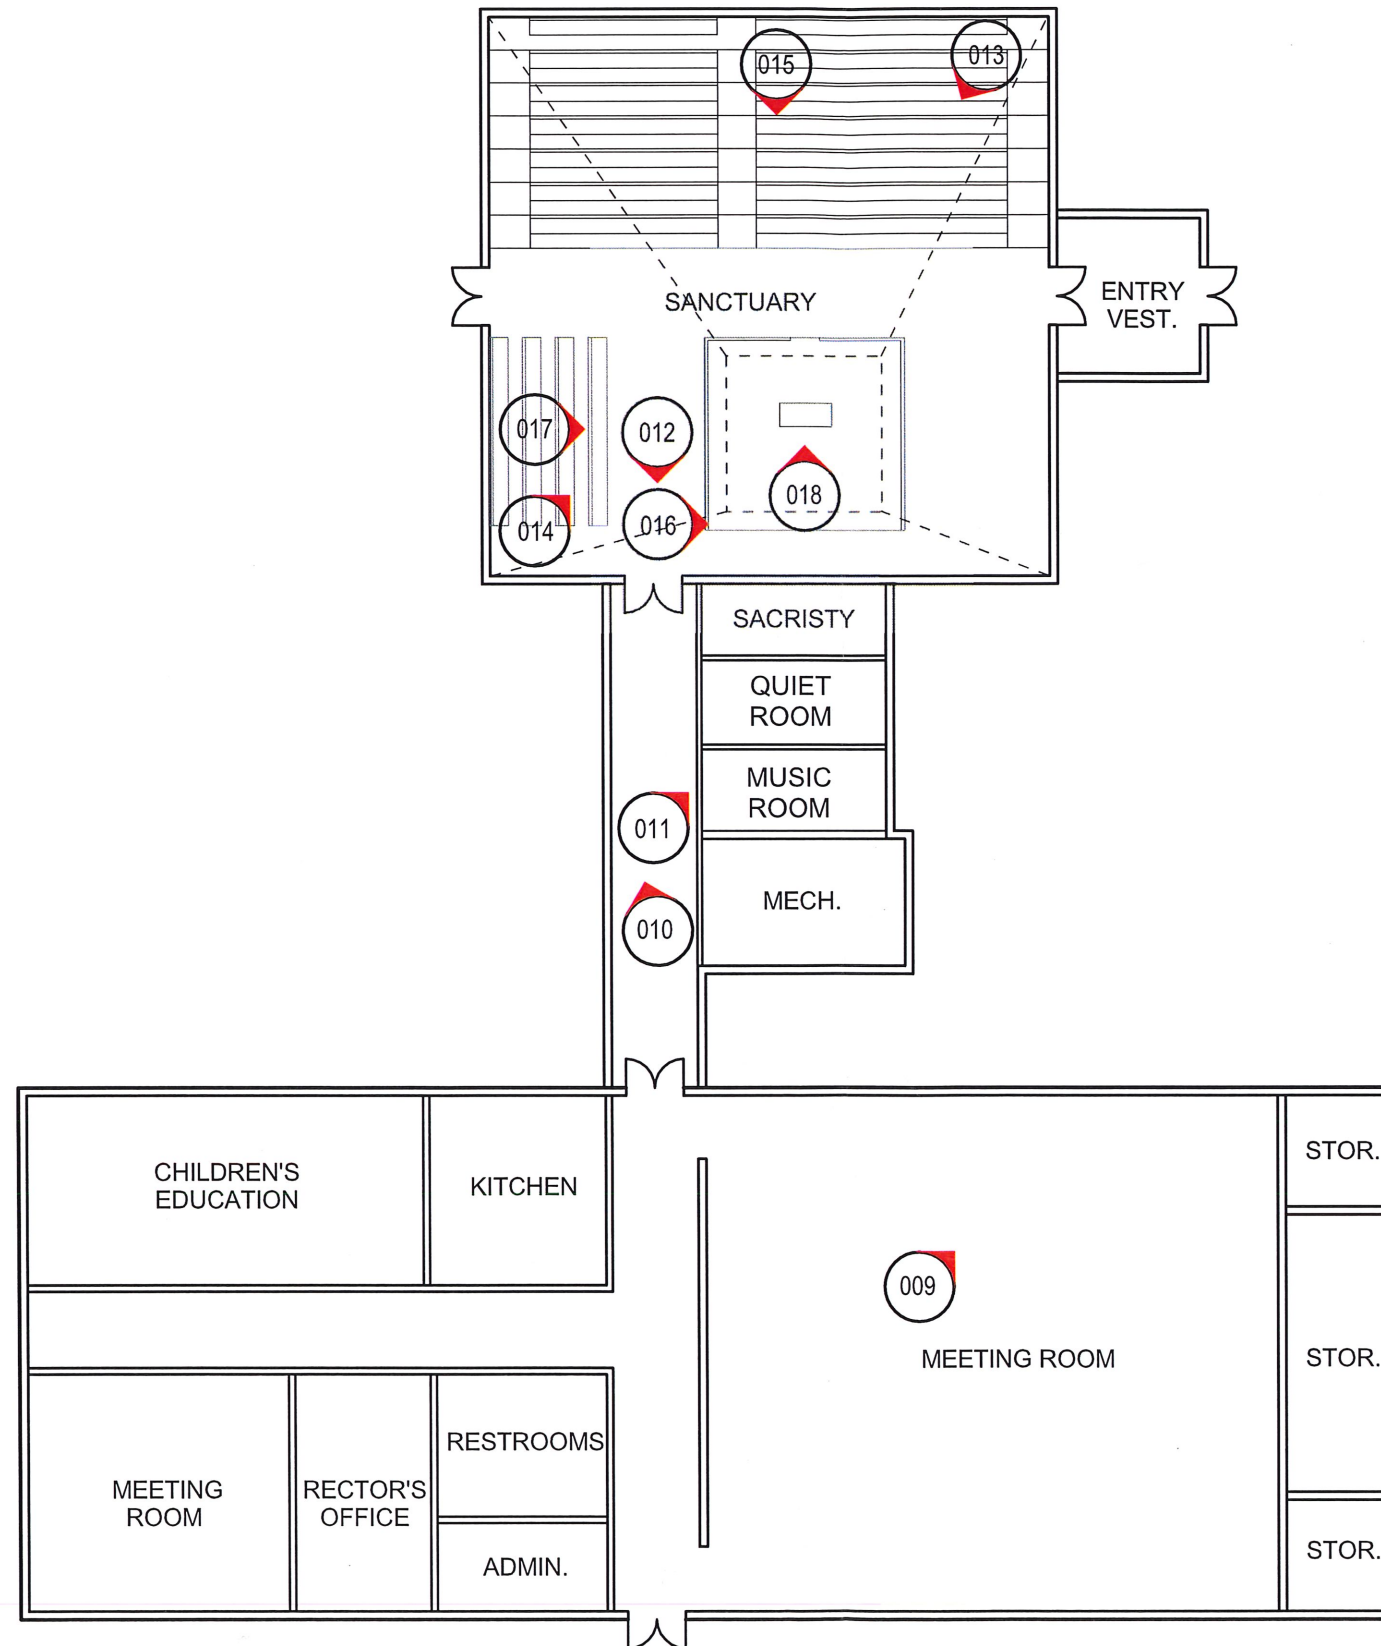 015
013
SANCTUARY
ENTRY
VEST.
017
012
018
014
016
SACRISTY
QUIET
ROOM
MUSIC
ROOM
011
MECH.
010
CHILDREN'S
EDUCATION
KITCHEN
STOR.
009
MEETING ROOM
STOR.
RESTROOMS
MEETING
ROOM
RECTOR'S
OFFICE
ADMIN.
STOR.